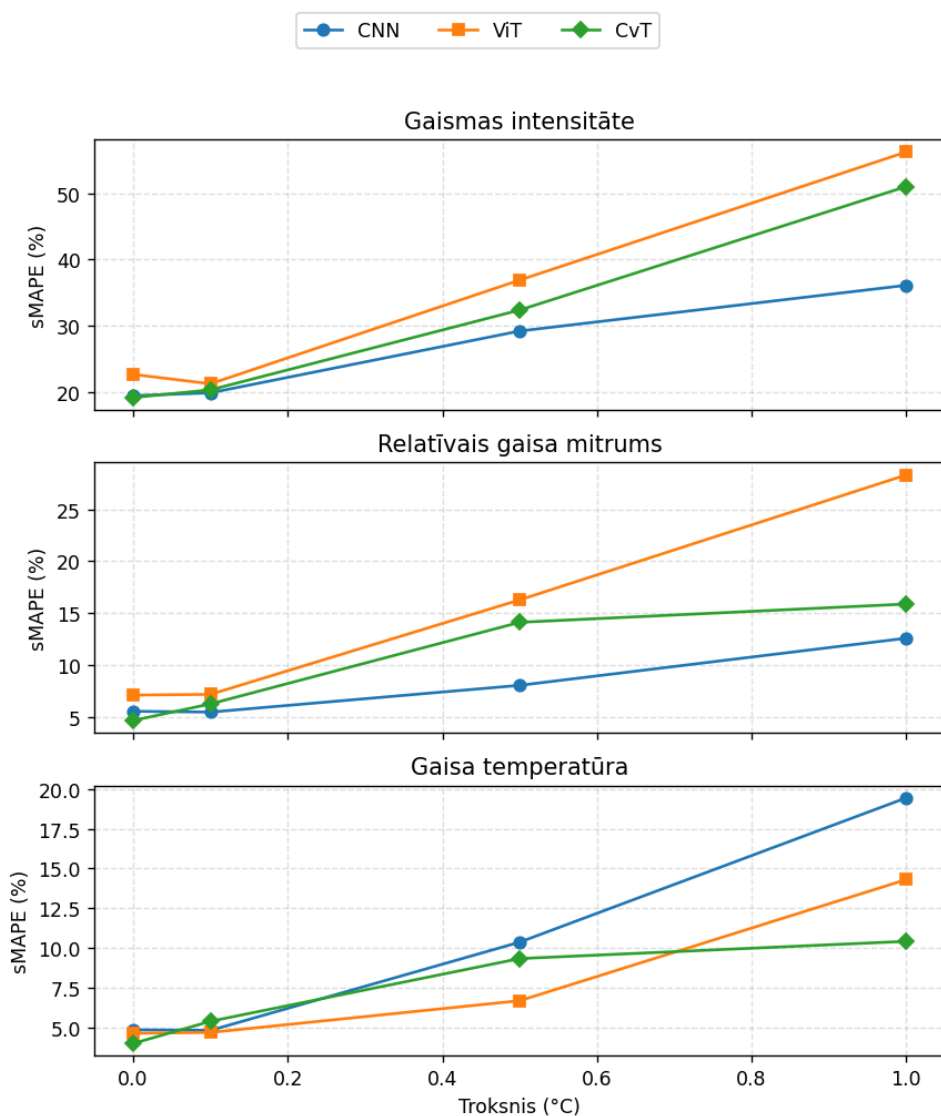 CNN ViT CvT
Gaismas intensitāte
50
40
30
20
sMAPE (%)
Relatīvais gaisa mitrums
25
20
15
10
5
sMAPE (%)
Gaisa temperatūra
20.0
17.5
15.0
12.5
10.0
7.5
5.0
sMAPE (%)
0.0 0.2 0.4 0.6 0.8 1.0
Troksnis (°C)